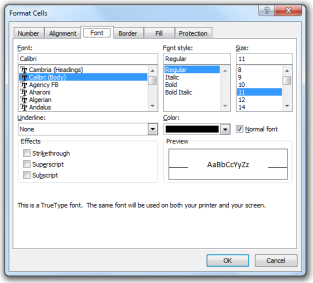 Format Cells
Number Alignment Font Border Fill Protection
Font: Font style: Size:
Calibri Regular 11
Cambria (Headings) Regular 8
Calibri (Body) Italic 9
Agency FB Bold 10
Aharoni Bold Italic 11
Algerian 12
Andalus 14
Underline: Color:
None Normal font
Effects Preview
Strikethrough
Superscript AaBbCcYyZz
Subscript
This is a TrueType font. The same font will be used on both your printer and your screen.
OK Cancel